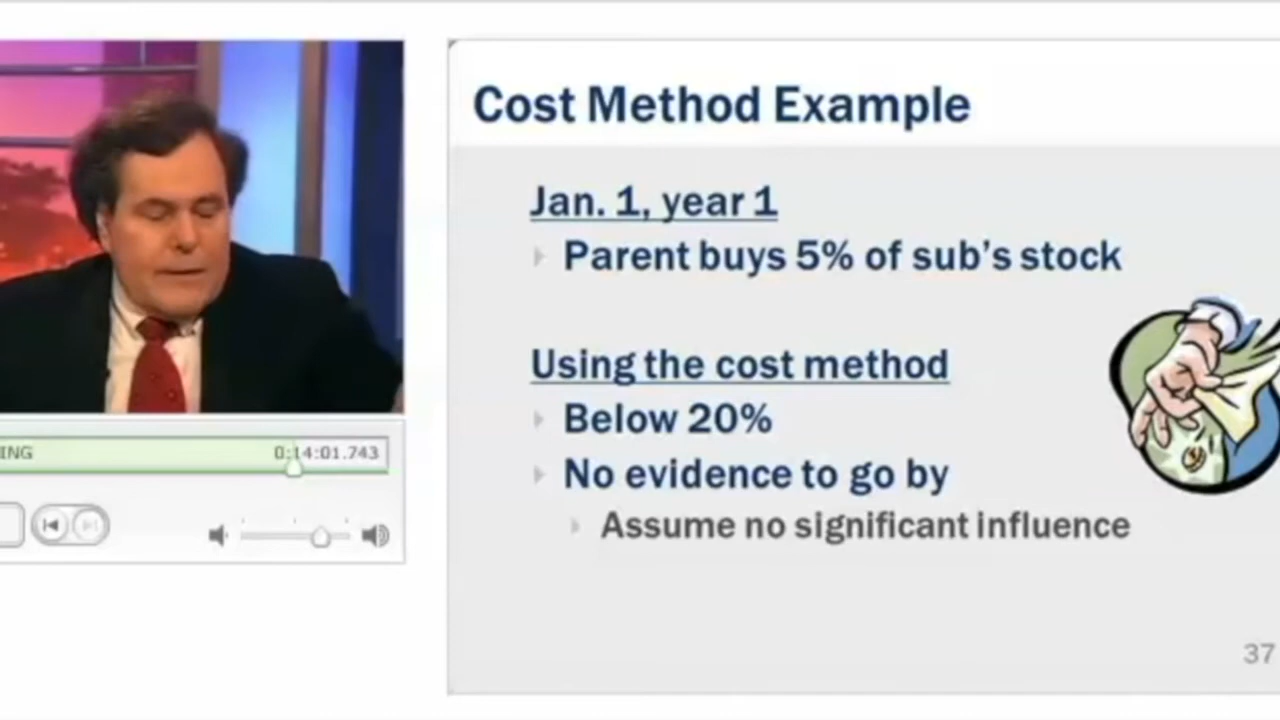 Cost Method Example
Jan. 1, year 1
Parent buys 5% of sub's stock
Using the cost method
Below 20%
No evidence to go by
Assume no significant influence
37
ING
0:14:01.743